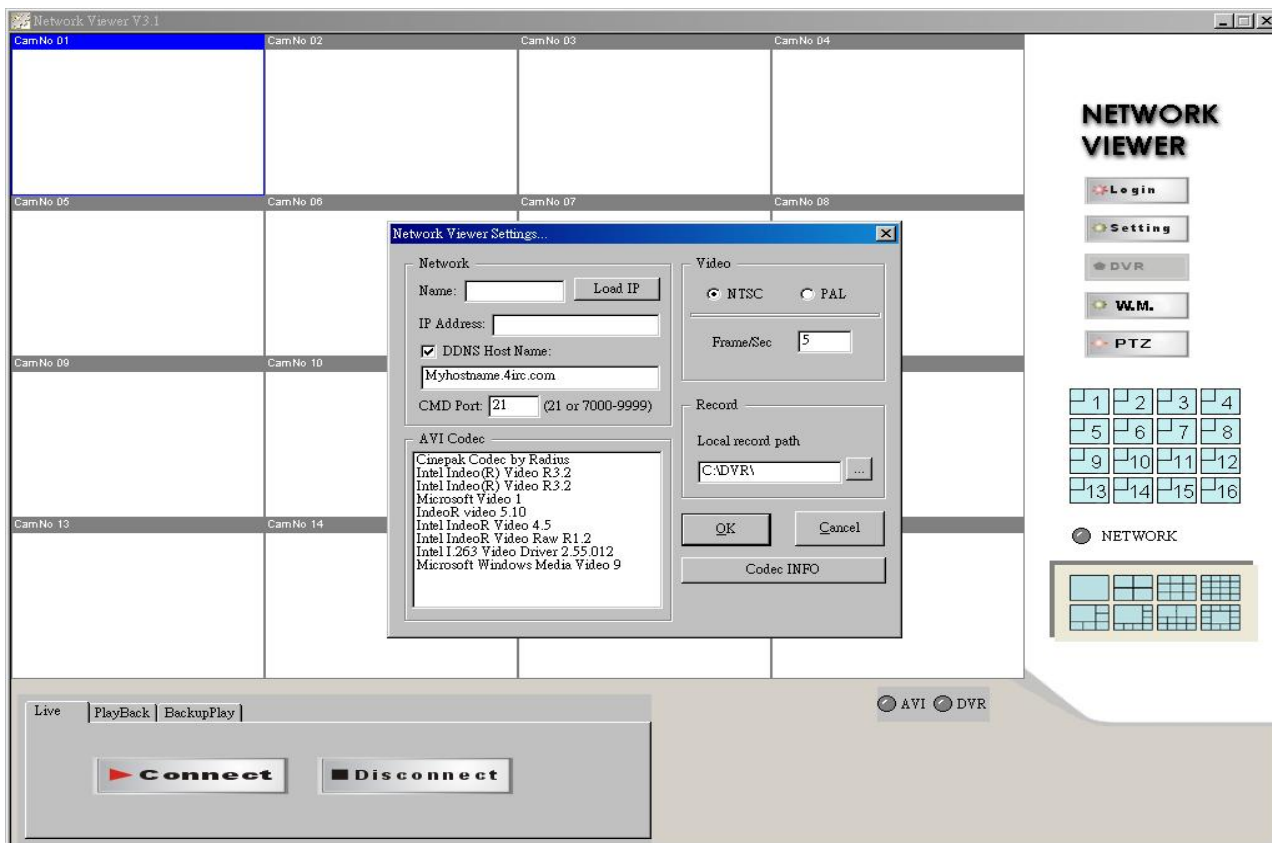 Network Viewer V3.1
CamNo 01 CamNo 02 CamNo 03 CamNo 04
NETWORK
VIEWER
Login
CamNo 05 CamNo 06 CamNo 07 CamNo 08
Setting
DVR
W.M.
PTZ
Network Viewer Settings...
Network
Name: Load IP
IP Address:
DDNS Host Name:
Myhostname.4irc.com
CMD Port: 21 (21 or 7000-9999)
Video
NTSC PAL
Frame/Sec 5
Record
Local record path
C:\DVR\ ...
AVI Codec
Cinepak Codec by Radius
Intel Indeo(R) Video R3.2
Intel Indeo(R) Video R3.2
Microsoft Video 1
IndeoR video 5.10
Intel IndeoR Video 4.5
Intel IndeoR Video Raw R1.2
Intel I.263 Video Driver 2.55.012
Microsoft Windows Media Video 9
OK Cancel
Codec INFO
CamNo 09 CamNo 10
CamNo 13 CamNo 14
1 2 3 4
5 6 7 8
9 10 11 12
13 14 15 16
NETWORK
AVI DVR
Live PlayBack BackupPlay
Connect Disconnect